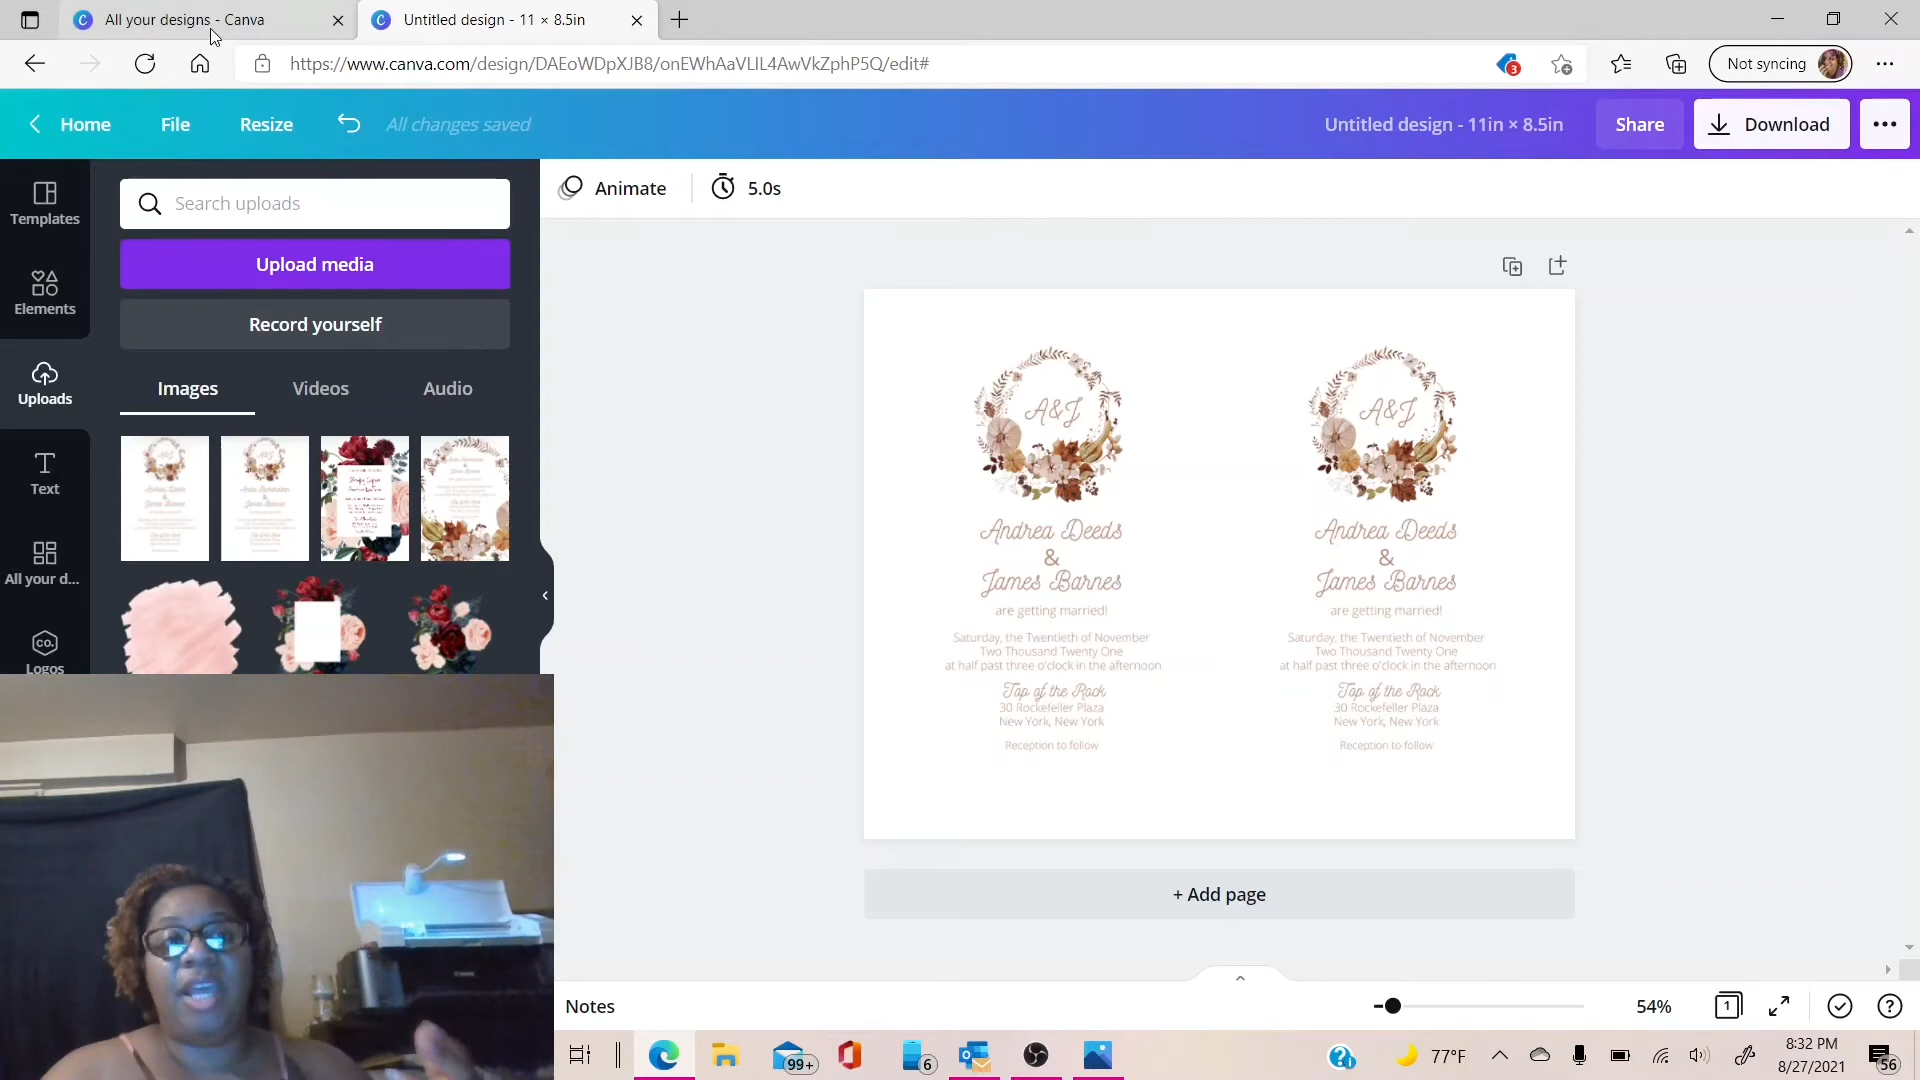 All your designs - Canva
Untitled design - 11 × 8.5in
https://www.canva.com/design/DAEoWDpXJB8/onEWhAaVLIL4AwVkZphP5Q/edit#
3
Not syncing
Home
File
Resize
All changes saved
Untitled design - 11in × 8.5in
Share
Download
Templates
Elements
Uploads
Text
All your d...
CO.
Logos
Search uploads
Upload media
Record yourself
Images
Videos
Audio
Animate
5.0s
A&J
Andrea Deeds
&
James Barnes
are getting married!
Saturday, the Twentieth of November
Two Thousand Twenty One
at half past three o'clock in the afternoon
Top of the Rock
30 Rockefeller Plaza
New York, New York
Reception to follow
A&J
Andrea Deeds
&
James Barnes
are getting married!
Saturday, the Twentieth of November
Two Thousand Twenty One
at half past three o'clock in the afternoon
Top of the Rock
30 Rockefeller Plaza
New York, New York
Reception to follow
+ Add page
Notes
54%
1
99+
6
77°F
8:32 PM
8/27/2021
56